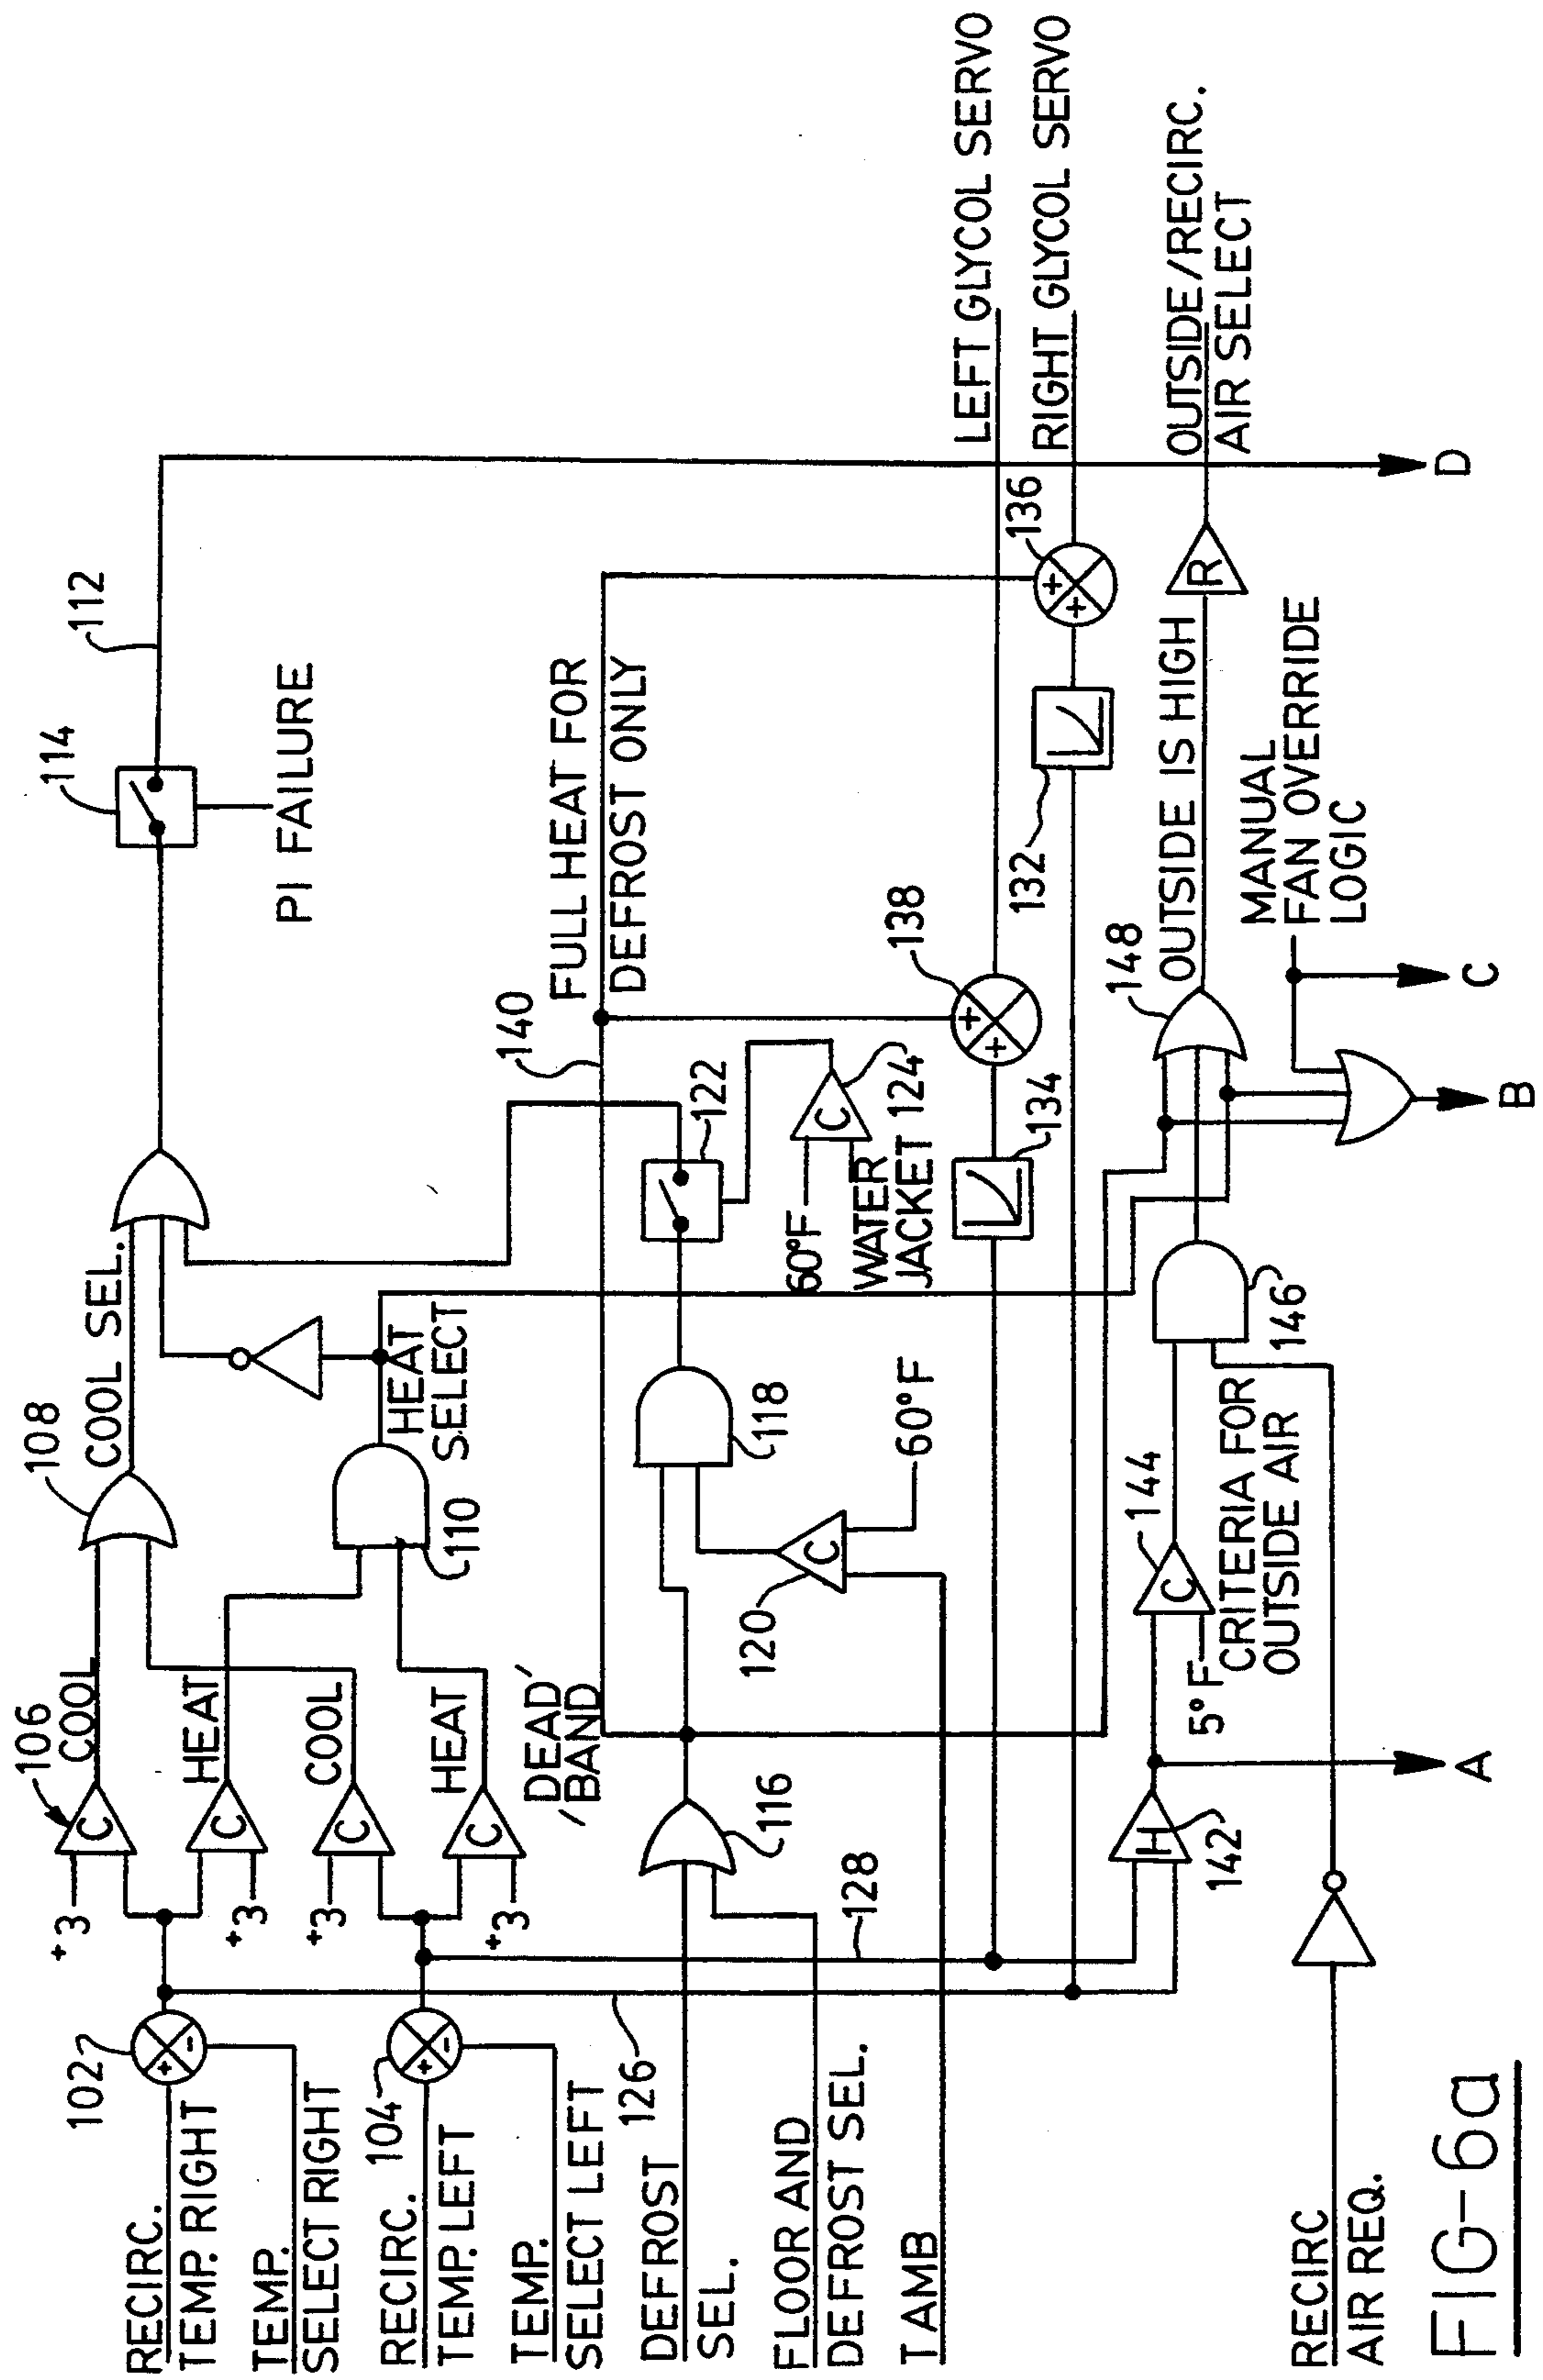 RECIRC.
TEMP. RIGHT
TEMP.
SELECT RIGHT
RECIRC.
TEMP. LEFT
TEMP.
SELECT LEFT
DEFROST
SEL.
FLOOR AND
DEFROST SEL.
T AMB
RECIRC
AIR REQ.
102
+
-
104
+
-
126
128
+3
+3
+3
+3
106
C
C
C
C
COOL
HEAT
COOL
HEAT
'DEAD'
'BAND
108
COOL SEL.
110
HEAT
SELECT
112
114
PI FAILURE
116
118
120
C
60°F
122
124
C
60°F
WATER
JACKET
140
FULL HEAT FOR
DEFROST ONLY
134
138
+
+
132
136
+
+
LEFT GLYCOL SERVO
RIGHT GLYCOL SERVO
H
142
144
C
5°F
CRITERIA FOR
OUTSIDE AIR
146
148
OUTSIDE IS HIGH
R
OUTSIDE/RECIRC.
AIR SELECT
MANUAL
FAN OVERRIDE
LOGIC
A
B
C
D
FIG-6a